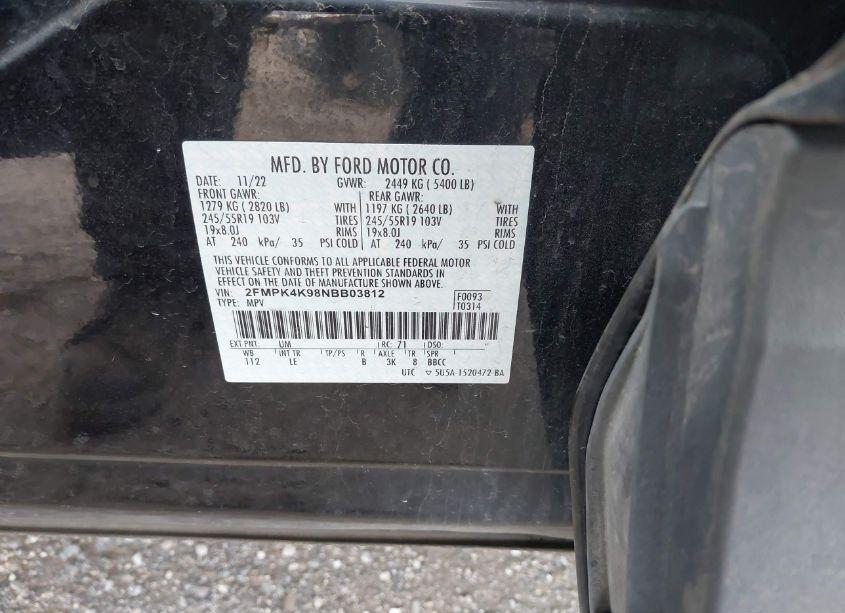 MFD. BY FORD MOTOR CO.
DATE: 11/22 GVWR: 2449 KG ( 5400 LB)
FRONT GAWR: REAR GAWR:
1279 KG ( 2820 LB) WITH 1197 KG ( 2640 LB) WITH
245/55R19 103V TIRES 245/55R19 103V TIRES
19x8.0J RIMS 19x8.0J RIMS
AT 240 kPa/ 35 PSI COLD AT 240 kPa/ 35 PSI COLD
THIS VEHICLE CONFORMS TO ALL APPLICABLE FEDERAL MOTOR
VEHICLE SAFETY AND THEFT PREVENTION STANDARDS IN
EFFECT ON THE DATE OF MANUFACTURE SHOWN ABOVE.
VIN: 2FMPK4K98NBB03812 F0093
TYPE: MPV T0314
EXT PNT: UM RC: 71 DSO:
WB INT TR TP/PS R AXLE TR SPR
112 LE B 3K 8 BBCC
UTC ▽ 5U5A-1520472-BA